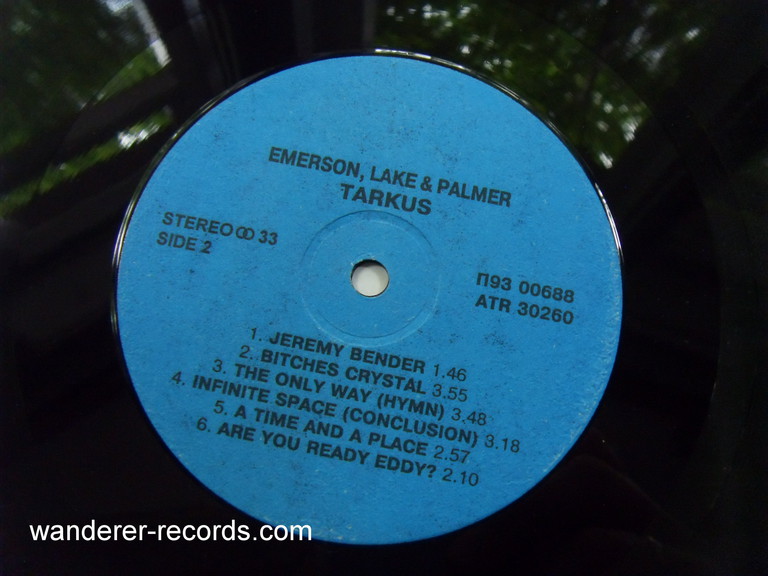 EMERSON, LAKE & PALMER
TARKUS
STEREO ꝏ 33
SIDE 2
П93 00688
ATR 30260
1. JEREMY BENDER 1.46
2. BITCHES CRYSTAL 3.55
3. THE ONLY WAY (HYMN) 3.48
4. INFINITE SPACE (CONCLUSION) 3.18
5. A TIME AND A PLACE 2.57
6. ARE YOU READY EDDY? 2.10
wanderer-records.com